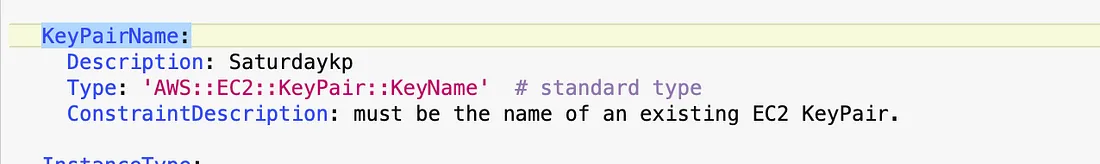 KeyPairName:
Description: Saturdaykp
Type: 'AWS::EC2::KeyPair::KeyName' # standard type
ConstraintDescription: must be the name of an existing EC2 KeyPair.
InstanceType: